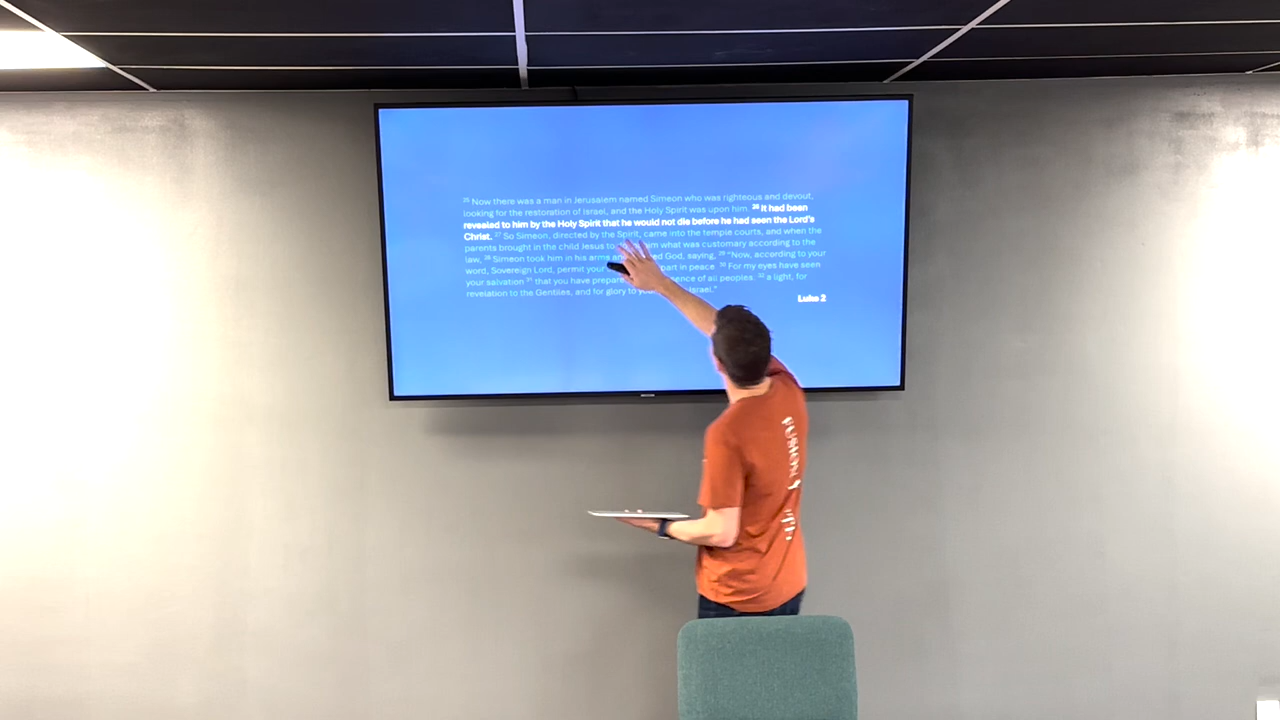 25 Now there was a man in Jerusalem named Simeon who was righteous and devout,
looking for the restoration of Israel, and the Holy Spirit was upon him. 26 It had been
revealed to him by the Holy Spirit that he would not die before he had seen the Lord's
Christ. 27 So Simeon, directed by the Spirit, came into the temple courts, and when the
parents brought in the child Jesus to him what was customary according to the
law, 28 Simeon took him in his arms and God, saying, 29 "Now, according to your
word, Sovereign Lord, permit your part in peace 30 For my eyes have seen
your salvation 31 that you have of all peoples. 32 a light, for
revelation to the Gentiles, and for glory to Israel."
Luke 2